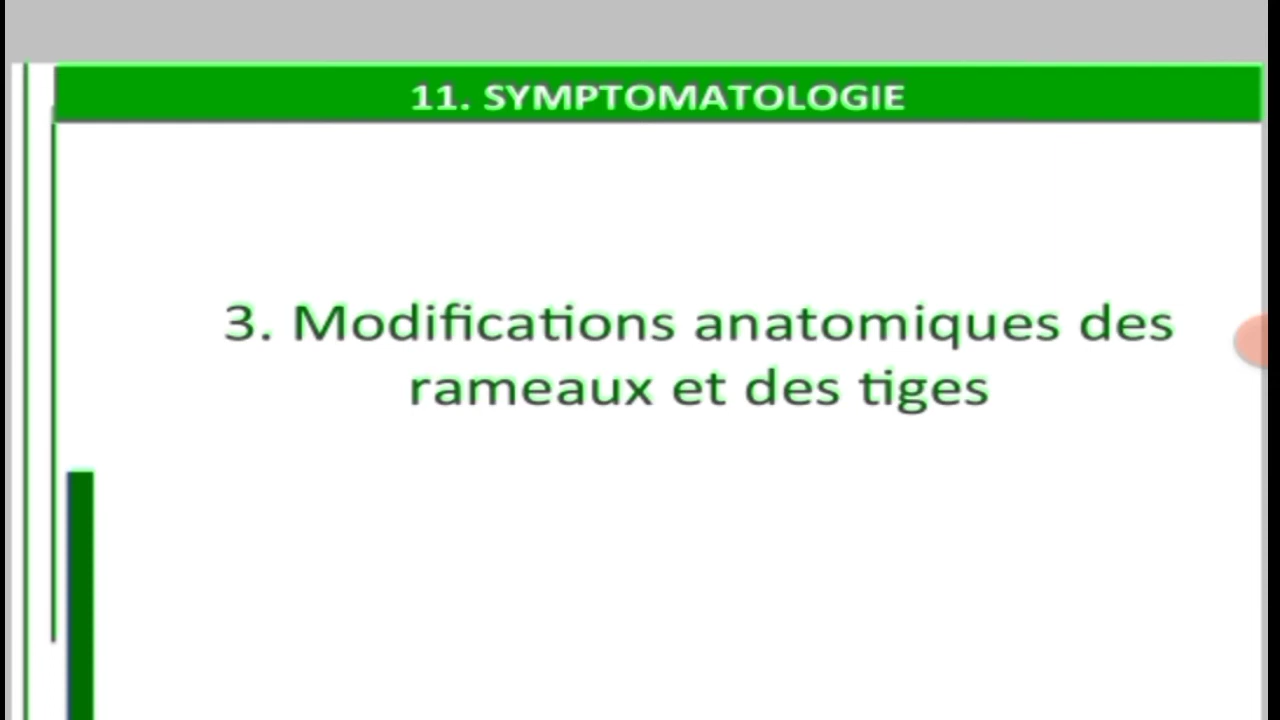 11. SYMPTOMATOLOGIE
3. Modifications anatomiques des
rameaux et des tiges